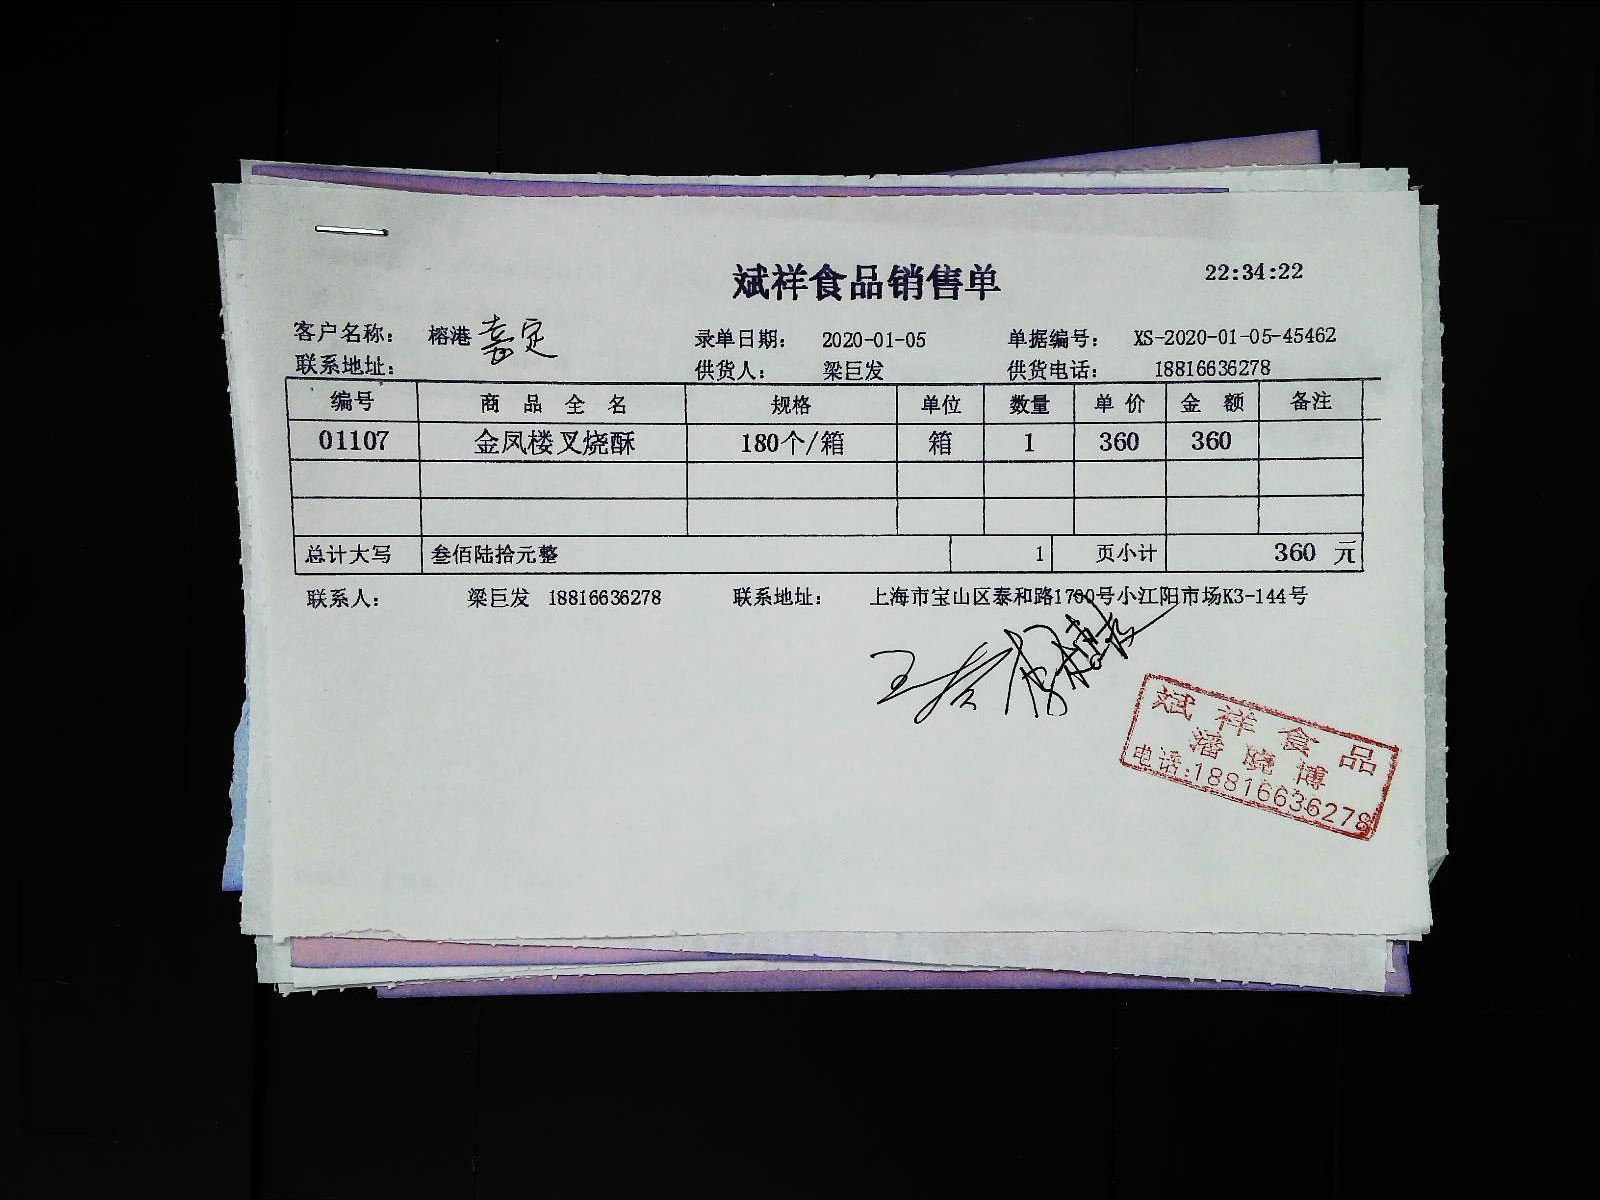 斌祥食品销售单 22:34:22
客户名称： 榕港 嘉定 录单日期： 2020-01-05 单据编号： XS-2020-01-05-45462
联系地址： 供货人： 梁巨发 供货电话： 18816636278
编号 商品全名 规格 单位 数量 单价 金额 备注
01107 金凤楼叉烧酥 180个/箱 箱 1 360 360
总计大写 叁佰陆拾元整 1 页小计 360 元
联系人： 梁巨发 18816636278 联系地址： 上海市宝山区泰和路1700号小江阳市场K3-144号
斌祥食品
潘晓博
电话:18816636278